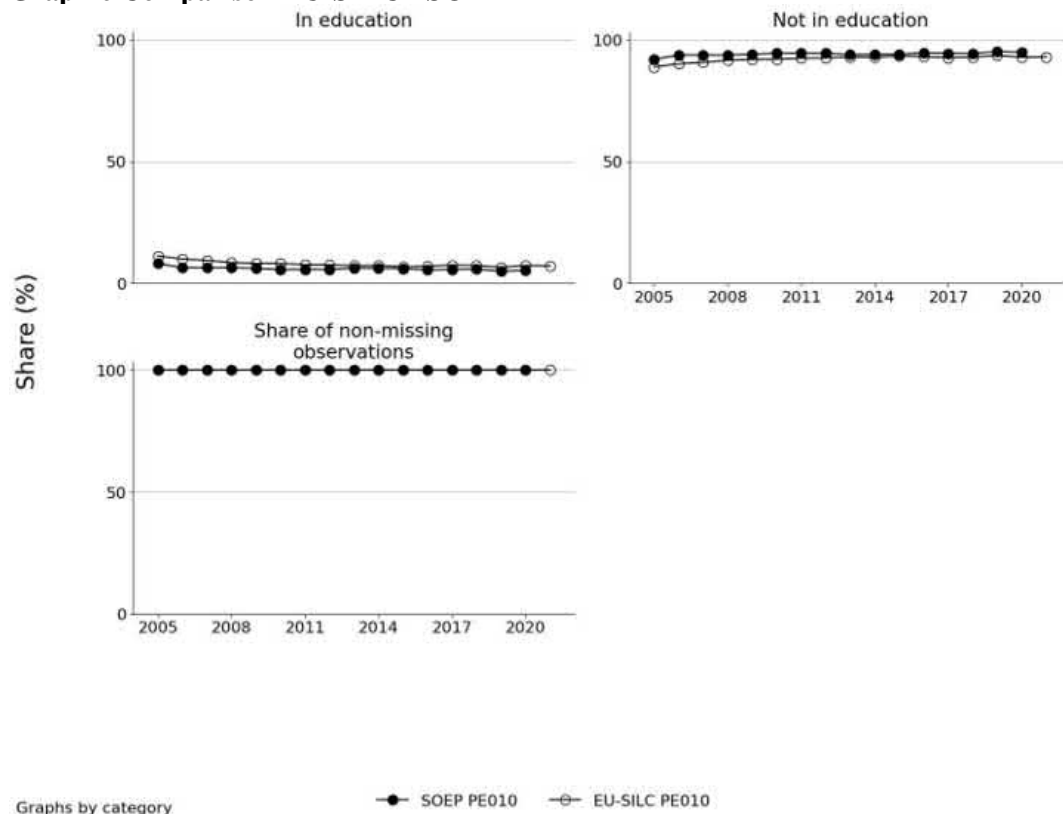 In education
Not in education
100
50
0
100
50
0
2005 2008 2011 2014 2017 2020
Share (%)
Share of non-missing
observations
100
50
0
2005 2008 2011 2014 2017 2020
Graphs by category
SOEP PE010 EU-SILC PE010